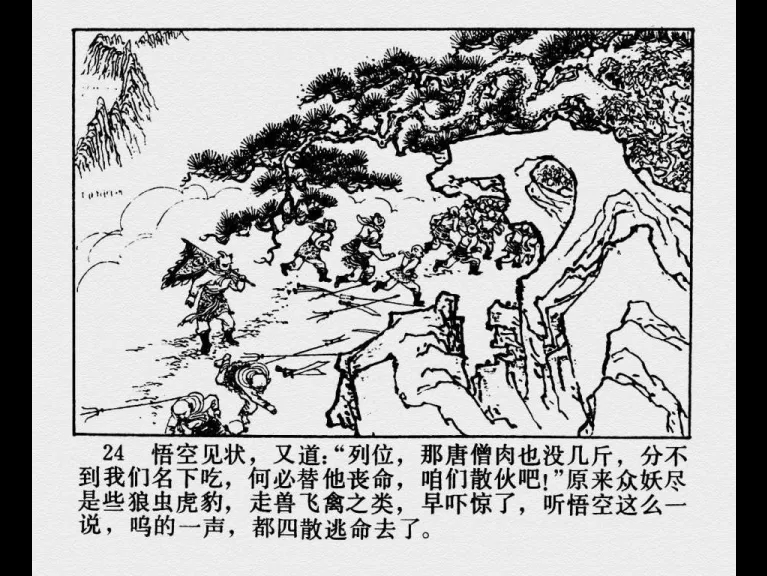 24 悟空见状，又道:“列位，那唐僧肉也没几斤，分不
到我们名下吃，何必替他丧命，咱们散伙吧!”原来众妖尽
是些狼虫虎豹，走兽飞禽之类，早吓惊了，听悟空这么一
说，呜的一声，都四散逃命去了。